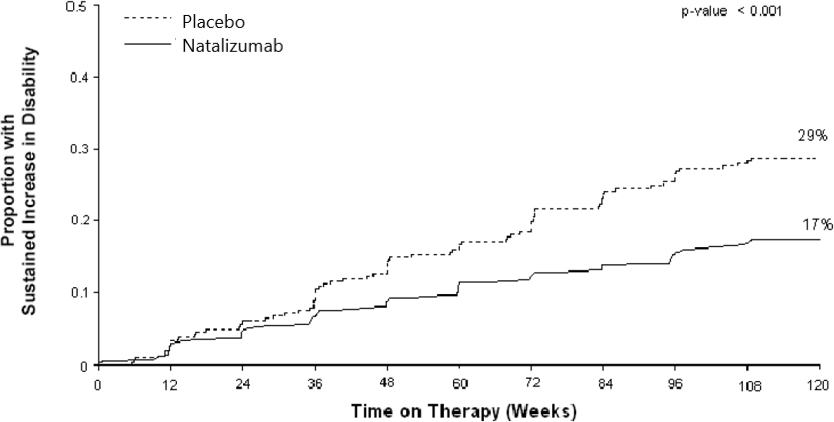 0.5
Placebo
Natalizumab
p-value < 0.001
0.4
0.3
0.2
0.1
0
29%
17%
Proportion with
Sustained Increase in Disability
0 12 24 36 48 60 72 84 96 108 120
Time on Therapy (Weeks)